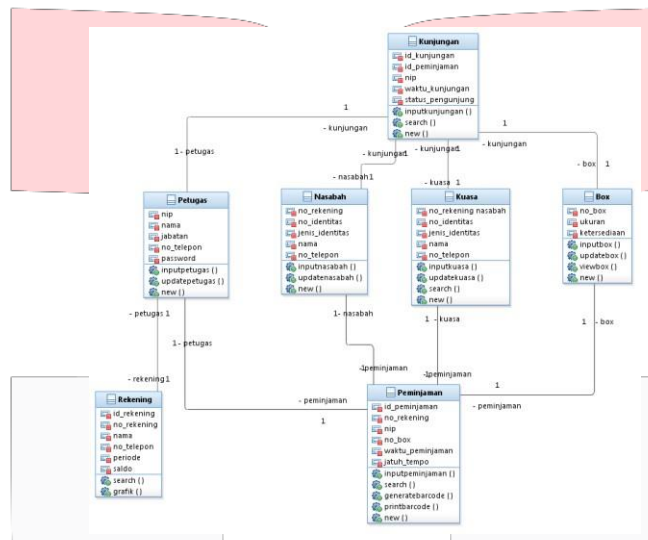 Kunjungan
id_kunjungan
id_peminjaman
nip
waktu_kunjungan
status_pengunjung
inputkunjungan ()
search ()
new ()
1
- kunjungan
1- petugas
- kunjungan1
- nasabah1
- kunjungan1
- kuasa 1
1
- kunjungan
- box 1
Petugas
nip
nama
jabatan
no_telepon
password
inputpetugas ()
updatepetugas ()
new ()
Nasabah
no_rekening
no_identitas
jenis_identitas
nama
no_telepon
inputnasabah ()
updatenasabah ()
new ()
Kuasa
no_rekening nasabah
no_identitas
jenis_identitas
nama
no_telepon
inputkuasa ()
updatekuasa ()
search ()
new ()
Box
no_box
ukuran
ketersediaan
inputbox ()
updatebox ()
viewbox ()
new ()
- petugas 1
1- petugas
1- nasabah
1 - kuasa
1 - box
- rekening1
- peminjaman
1
-1peminjaman
-1peminjaman
1
- peminjaman
Rekening
id_rekening
no_rekening
nama
no_telepon
periode
saldo
search ()
grafik ()
Peminjaman
id_peminjaman
no_rekening
nip
no_box
waktu_peminjaman
jatuh_tempo
inputpeminjaman ()
search ()
generatebarcode ()
printbarcode ()
new ()